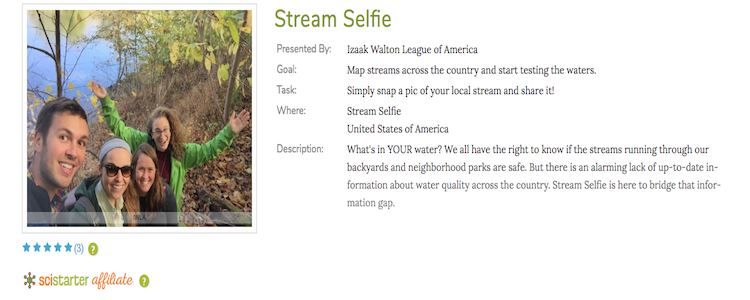 Stream Selfie
Presented By: Izaak Walton League of America
Goal: Map streams across the country and start testing the waters.
Task: Simply snap a pic of your local stream and share it!
Where: Stream Selfie
United States of America
Description: What's in YOUR water? We all have the right to know if the streams running through our
backyards and neighborhood parks are safe. But there is an alarming lack of up-to-date in-
formation about water quality across the country. Stream Selfie is here to bridge that infor-
mation gap.
(3) ?
scistarter affiliate ?